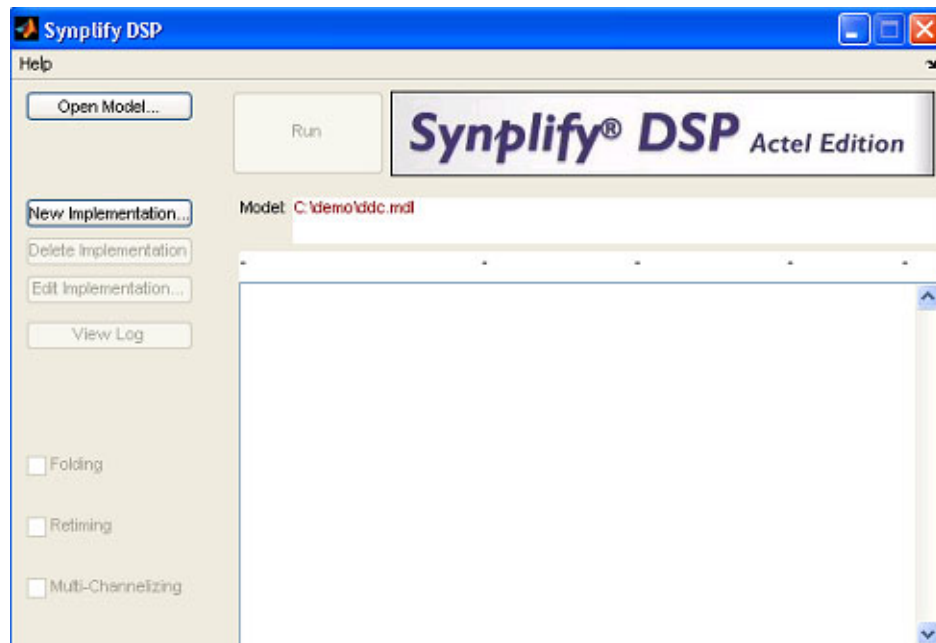 Synplify DSP
Help
Open Model...
Run
Synplify® DSP Actel Edition
New Implementation...
Model: C:\demo\ddc.mdl
Delete Implementation
- - - - -
Edit Implementation...
View Log
Folding
Retiming
Multi-Channelizing